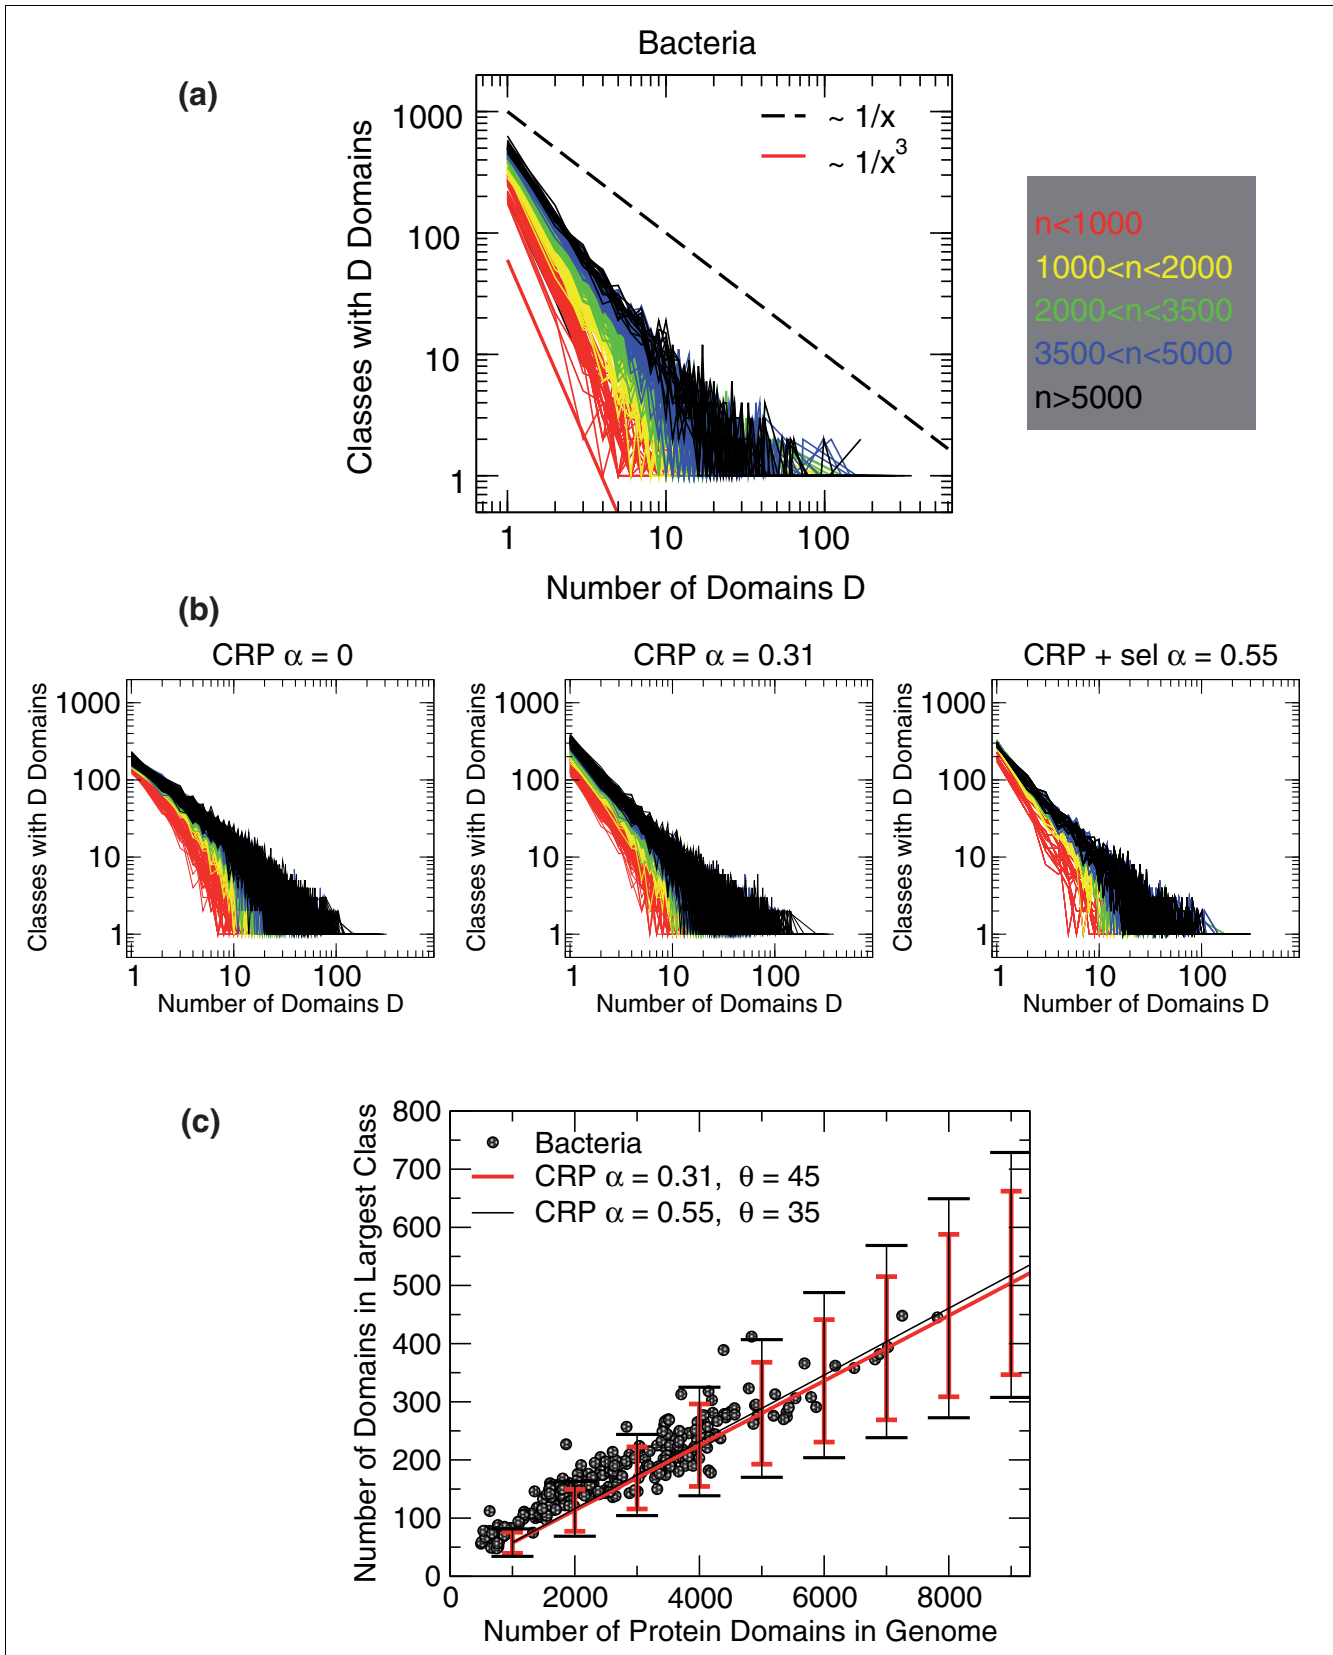 Bacteria
(a)
~ 1/x
~ 1/x³
Classes with D Domains
1000
100
10
1
1
10
100
Number of Domains D
n<1000
1000<n<2000
2000<n<3500
3500<n<5000
n>5000
(b)
CRP α = 0
Classes with D Domains
1000
100
10
1
1
10
100
Number of Domains D
CRP α = 0.31
Classes with D Domains
1000
100
10
1
1
10
100
Number of Domains D
CRP + sel α = 0.55
Classes with D Domains
1000
100
10
1
1
10
100
Number of Domains D
(c)
Number of Domains in Largest Class
800
700
600
500
400
300
200
100
0
Bacteria
CRP α = 0.31, θ = 45
CRP α = 0.55, θ = 35
0
2000
4000
6000
8000
Number of Protein Domains in Genome